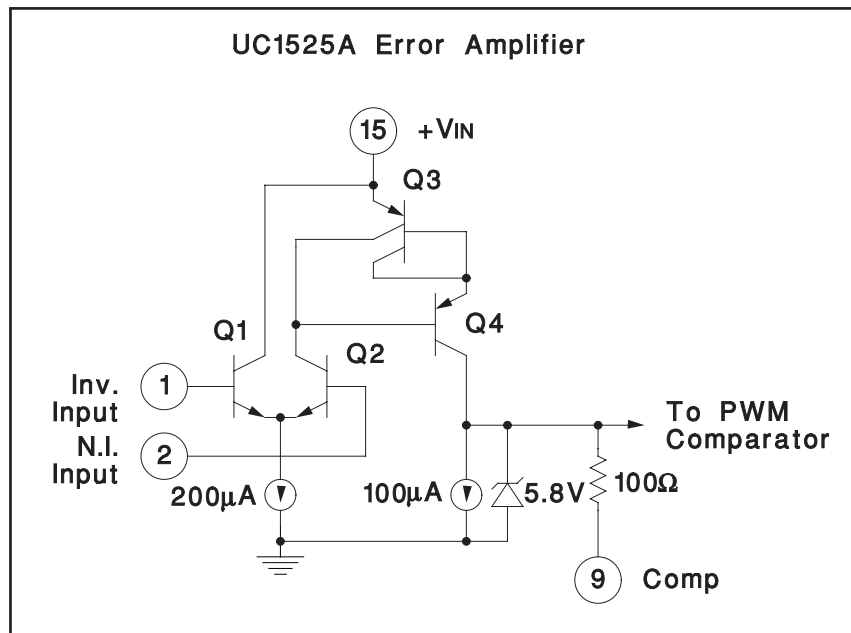 UC1525A Error Amplifier
15 +VIN
Q3
Q1
Q2
Q4
Inv.
Input
1
N.I.
Input
2
200µA
100µA
5.8V
100Ω
To PWM
Comparator
9 Comp